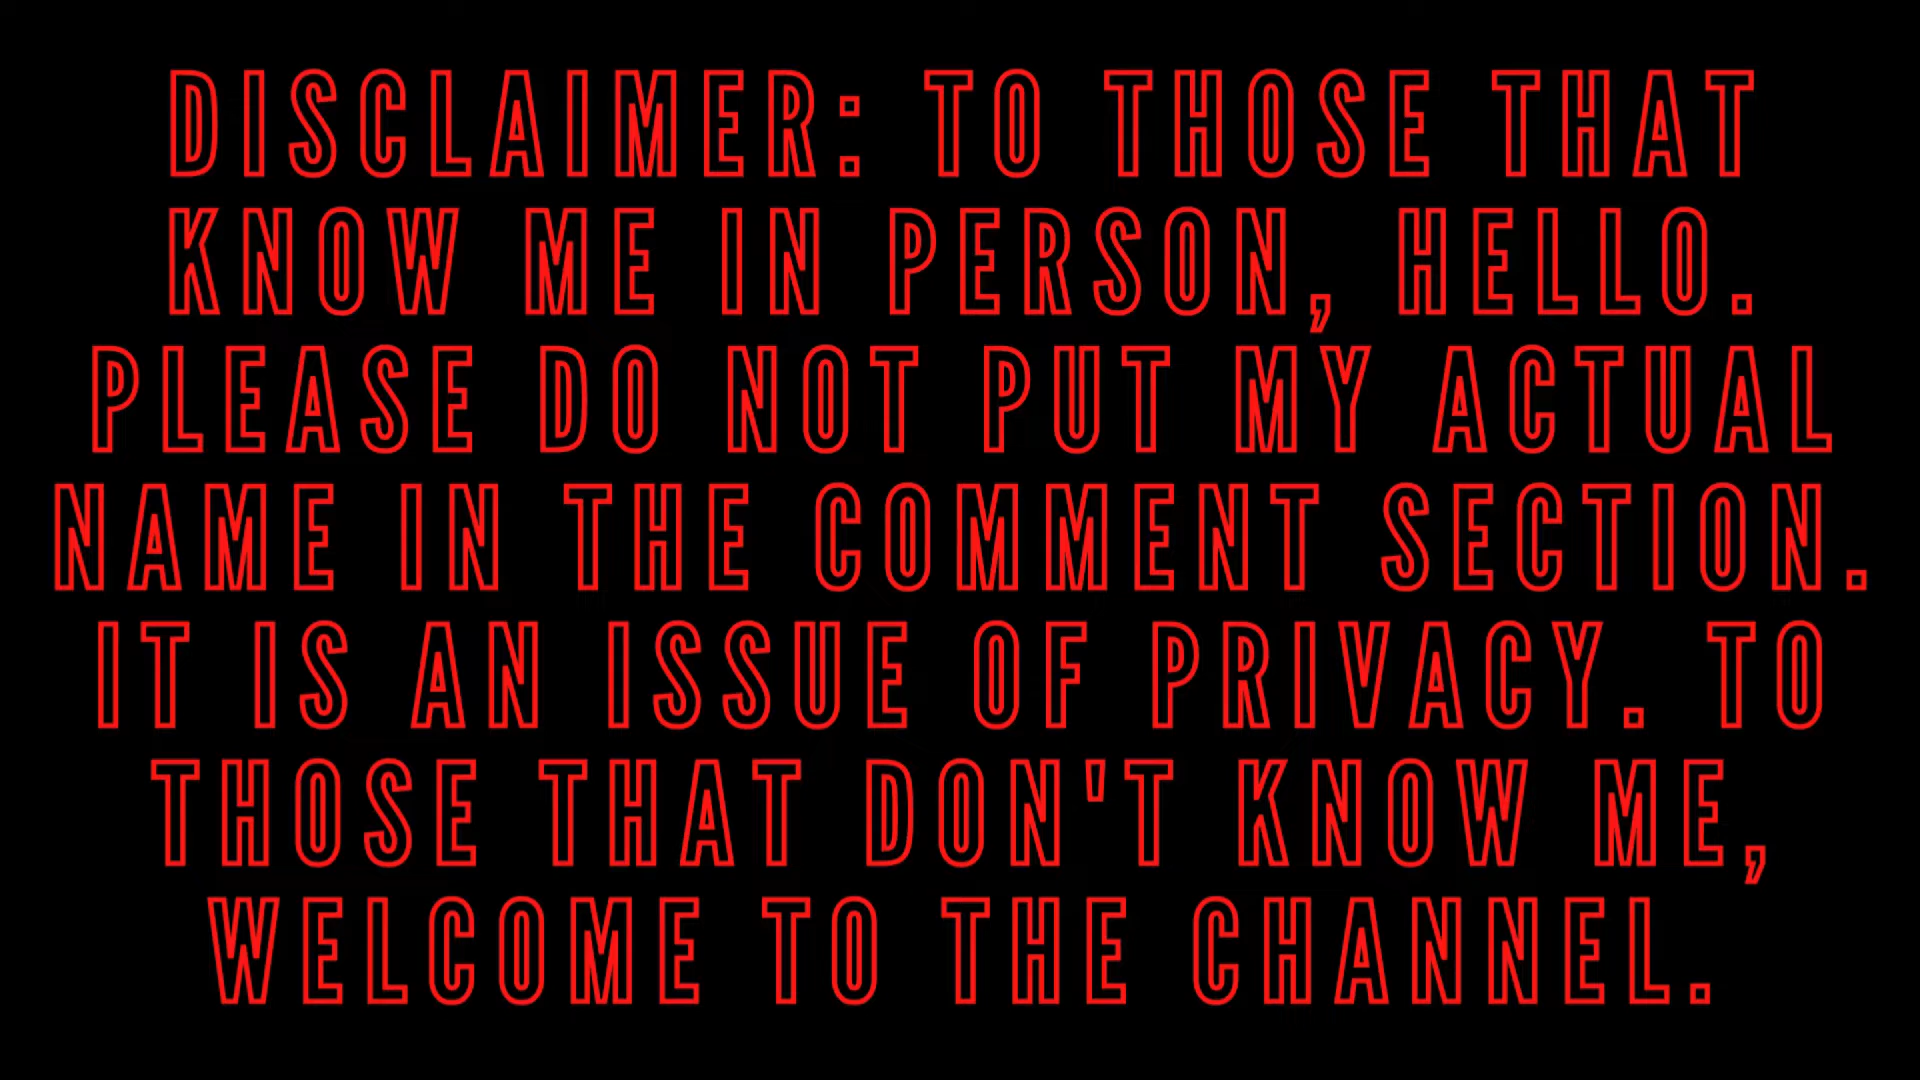 DISCLAIMER: TO THOSE THAT
KNOW ME IN PERSON, HELLO.
PLEASE DO NOT PUT MY ACTUAL
NAME IN THE COMMENT SECTION.
IT IS AN ISSUE OF PRIVACY. TO
THOSE THAT DON'T KNOW ME,
WELCOME TO THE CHANNEL.